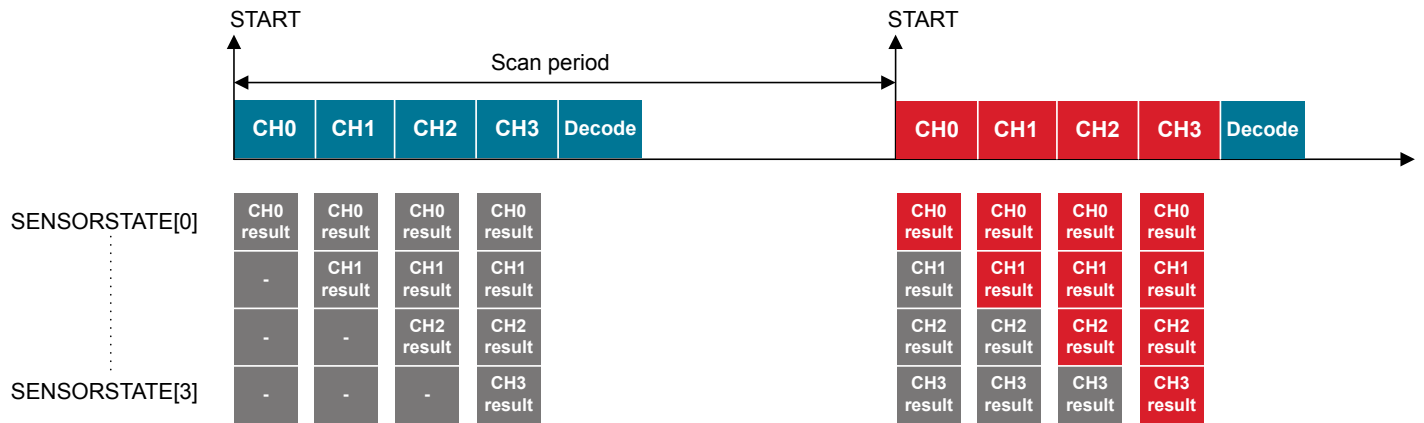 START START
Scan period
CH0 CH1 CH2 CH3 Decode CH0 CH1 CH2 CH3 Decode
SENSORSTATE[0]
CH0 CH0 CH0 CH0 CH0 CH0 CH0 CH0
result result result result result result result result
- CH1 CH1 CH1 CH1 CH1 CH1 CH1
result result result result result result result
- - CH2 CH2 CH2 CH2 CH2 CH2
result result result result result result
SENSORSTATE[3]
- - - CH3 CH3 CH3 CH3 CH3
result result result result result